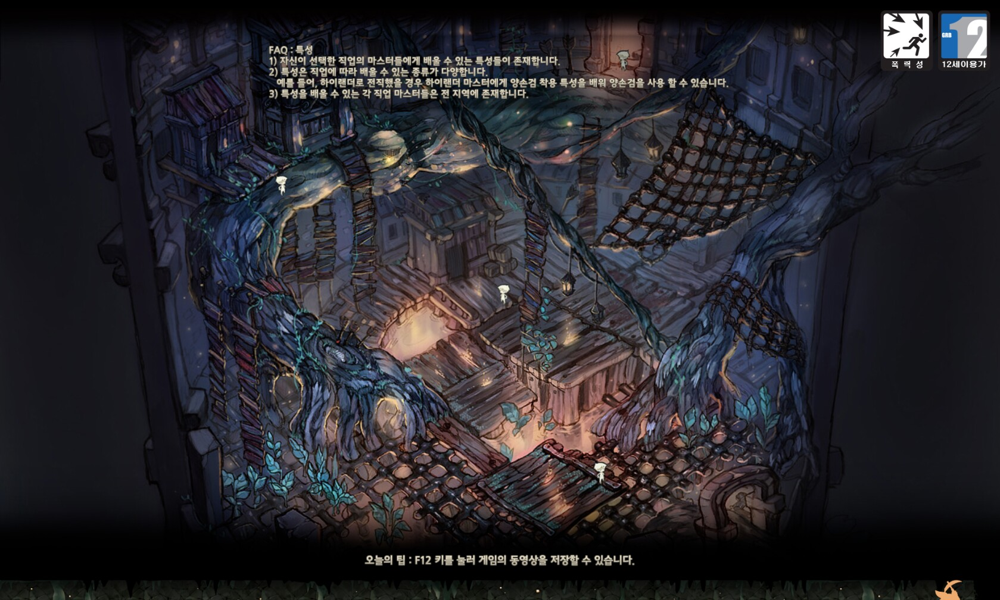 FAQ : 특성
1) 자신이 선택한 직업의 마스터들에게 배울 수 있는 특성들이 존재합니다.
2) 특성은 직업에 따라 배울 수 있는 종류가 다양합니다.
예를 들어, 하이랜더로 전직했을 경우 하이랜더 마스터에게 양손검 착용 특성을 배워 양손검을 사용 할 수 있습니다.
3) 특성을 배울 수 있는 각 직업 마스터들은 전 지역에 존재합니다.
GRB 12
폭 력 성
12세이용가
오늘의 팁 : F12 키를 눌러 게임의 동영상을 저장할 수 있습니다.